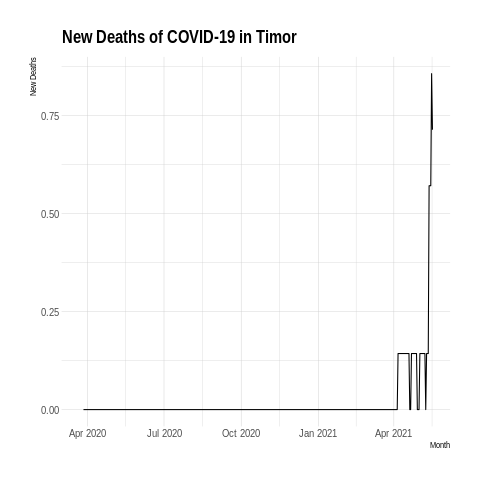 New Deaths of COVID-19 in Timor
New Deaths
0.75
0.50
0.25
0.00
Apr 2020 Jul 2020 Oct 2020 Jan 2021 Apr 2021
Month